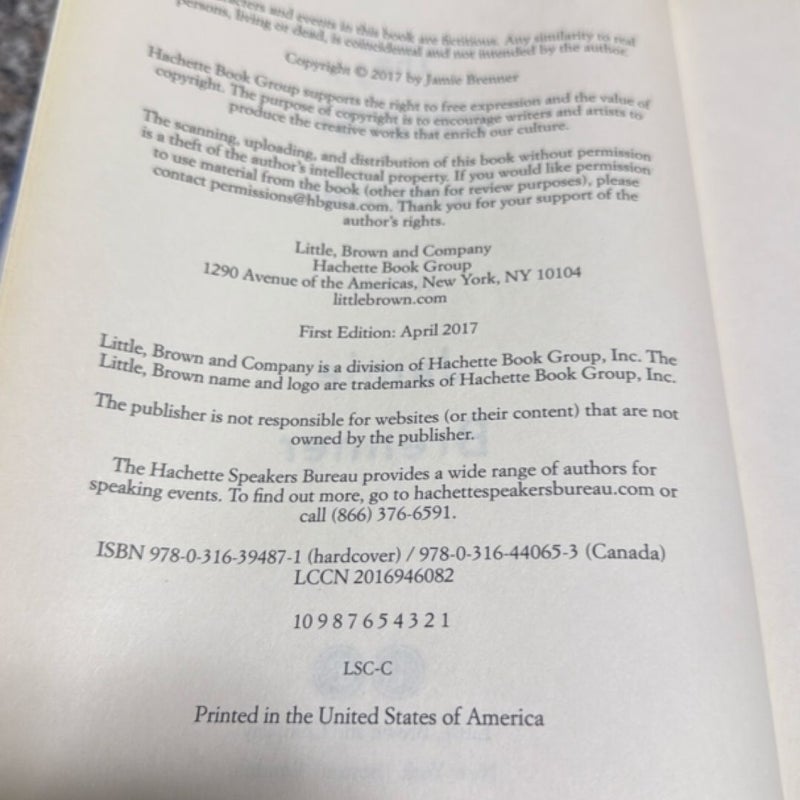 and events in this book are fictitious. Any similarity to real
persons, living or dead, is coincidental and not intended by the author.
Copyright © 2017 by Jamie Brenner
Hachette Book Group supports the right to free expression and the value of
copyright. The purpose of copyright is to encourage writers and artists to
produce the creative works that enrich our culture.
The scanning, uploading, and distribution of this book without permission
is a theft of the author's intellectual property. If you would like permission
to use material from the book (other than for review purposes), please
contact permissions@hbgusa.com. Thank you for your support of the
author's rights.
Little, Brown and Company
Hachette Book Group
1290 Avenue of the Americas, New York, NY 10104
littlebrown.com
First Edition: April 2017
Little, Brown and Company is a division of Hachette Book Group, Inc. The
Little, Brown name and logo are trademarks of Hachette Book Group, Inc.
The publisher is not responsible for websites (or their content) that are not
owned by the publisher.
The Hachette Speakers Bureau provides a wide range of authors for
speaking events. To find out more, go to hachettespeakersbureau.com or
call (866) 376-6591.
ISBN 978-0-316-39487-1 (hardcover) / 978-0-316-44065-3 (Canada)
LCCN 2016946082
10 9 8 7 6 5 4 3 2 1
LSC-C
Printed in the United States of America